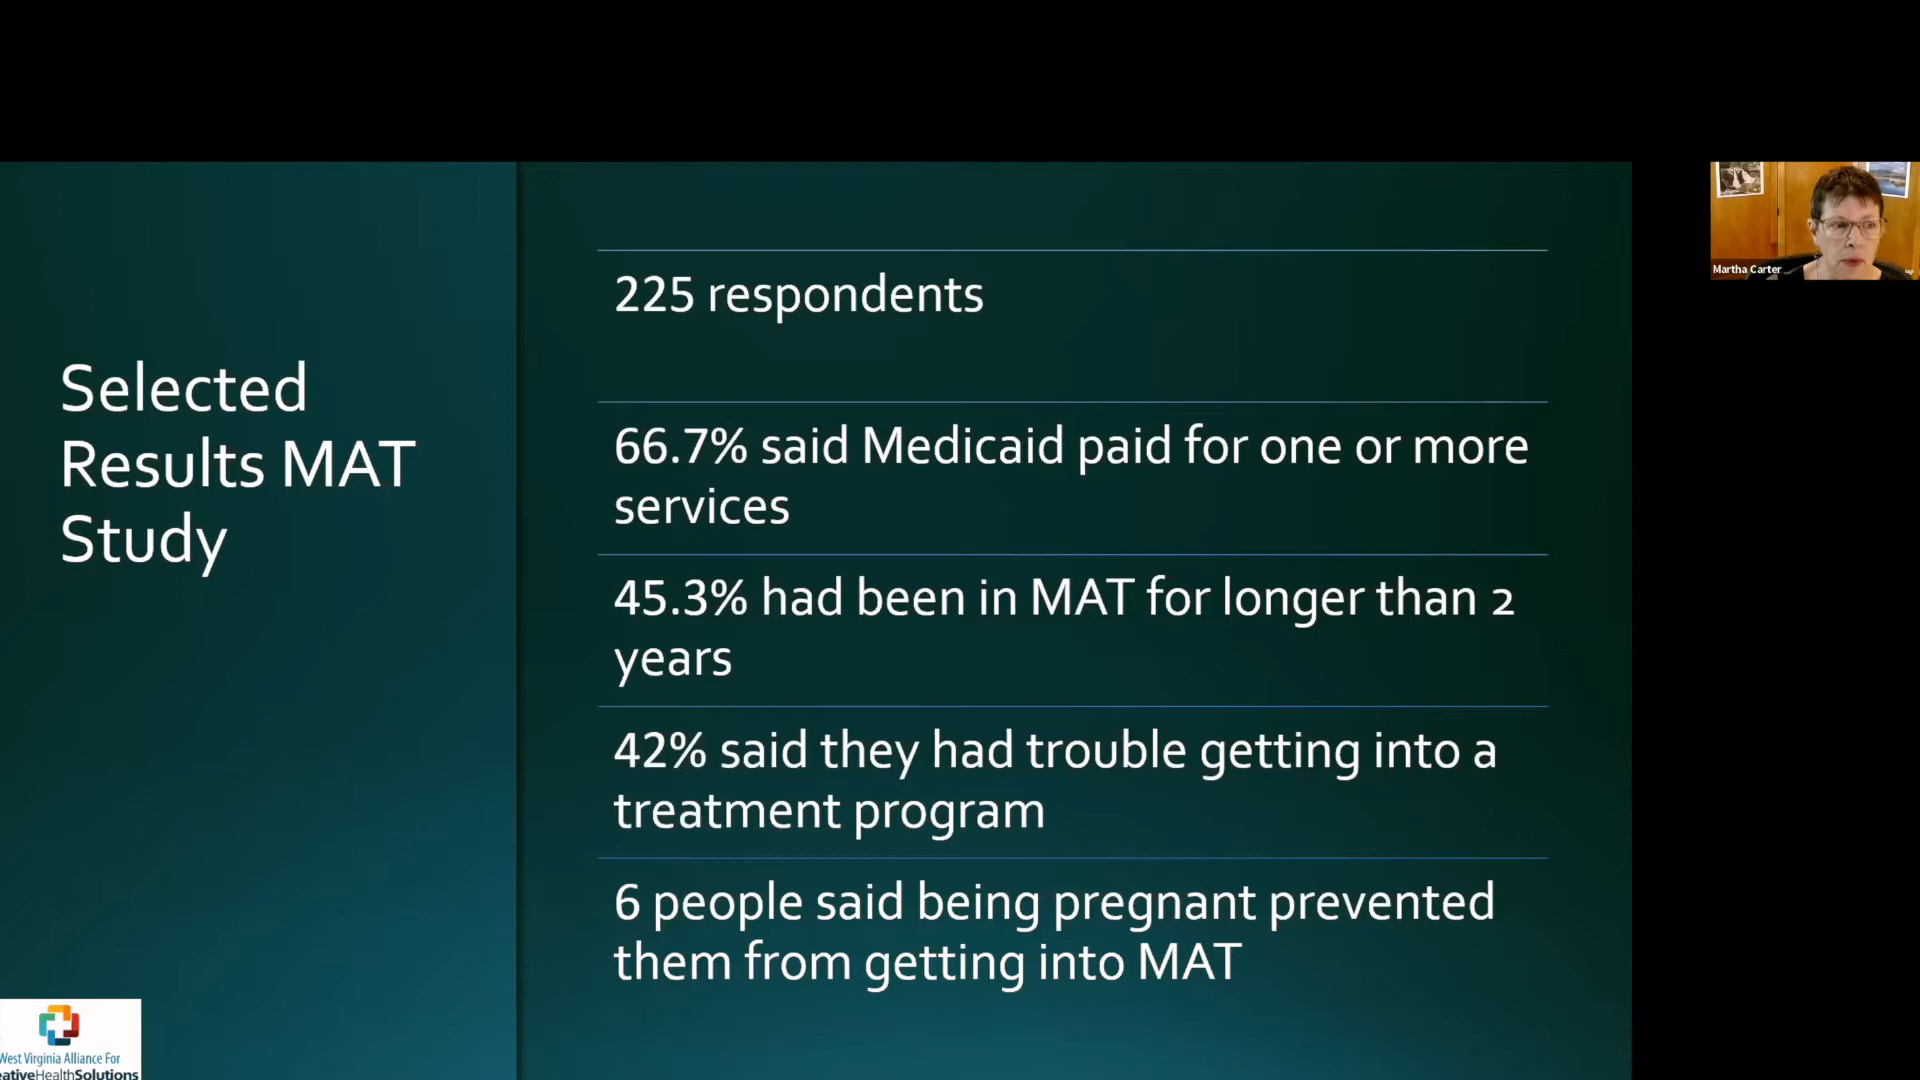 Selected
Results MAT
Study
225 respondents
66.7% said Medicaid paid for one or more
services
45.3% had been in MAT for longer than 2
years
42% said they had trouble getting into a
treatment program
6 people said being pregnant prevented
them from getting into MAT
Martha Carter
West Virginia Alliance For
eativeHealthSolutions